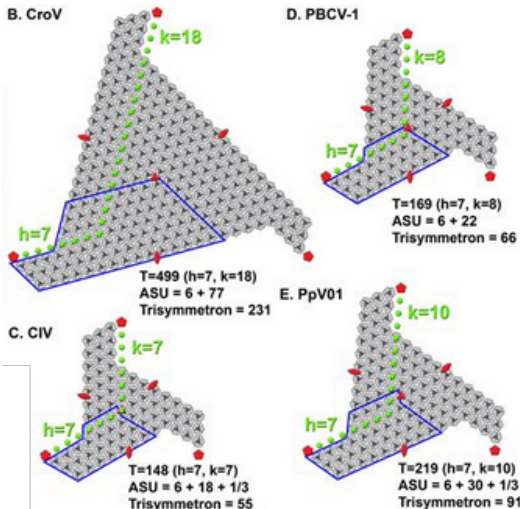 B. CroV
k=18
h=7
T=499 (h=7, k=18)
ASU = 6 + 77
Trisymmetron = 231
C. CIV
k=7
h=7
T=148 (h=7, k=7)
ASU = 6 + 18 + 1/3
Trisymmetron = 55
D. PBCV-1
k=8
h=7
T=169 (h=7, k=8)
ASU = 6 + 22
Trisymmetron = 66
E. PpV01
k=10
h=7
T=219 (h=7, k=10)
ASU = 6 + 30 + 1/3
Trisymmetron = 91